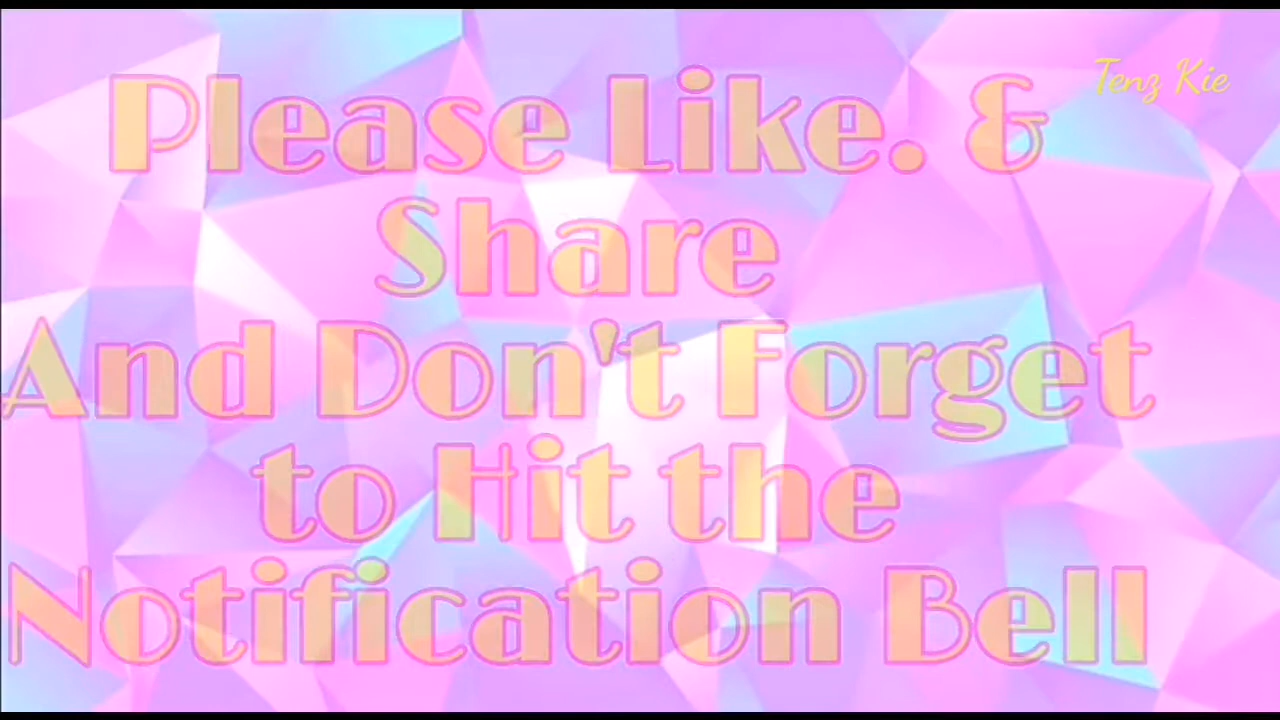 Tenz Kie
Please Like. &
Share
And Don't Forget
to Hit the
Notification Bell